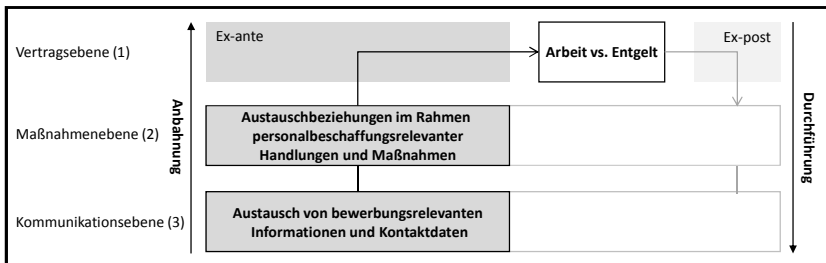 Ex-ante
Ex-post
Vertragsebene (1)
Arbeit vs. Entgelt
Anbahnung
Durchführung
Maßnahmenebene (2)
Austauschbeziehungen im Rahmen
personalbeschaffungsrelevanter
Handlungen und Maßnahmen
Kommunikationsebene (3)
Austausch von bewerbungsrelevanten
Informationen und Kontaktdaten